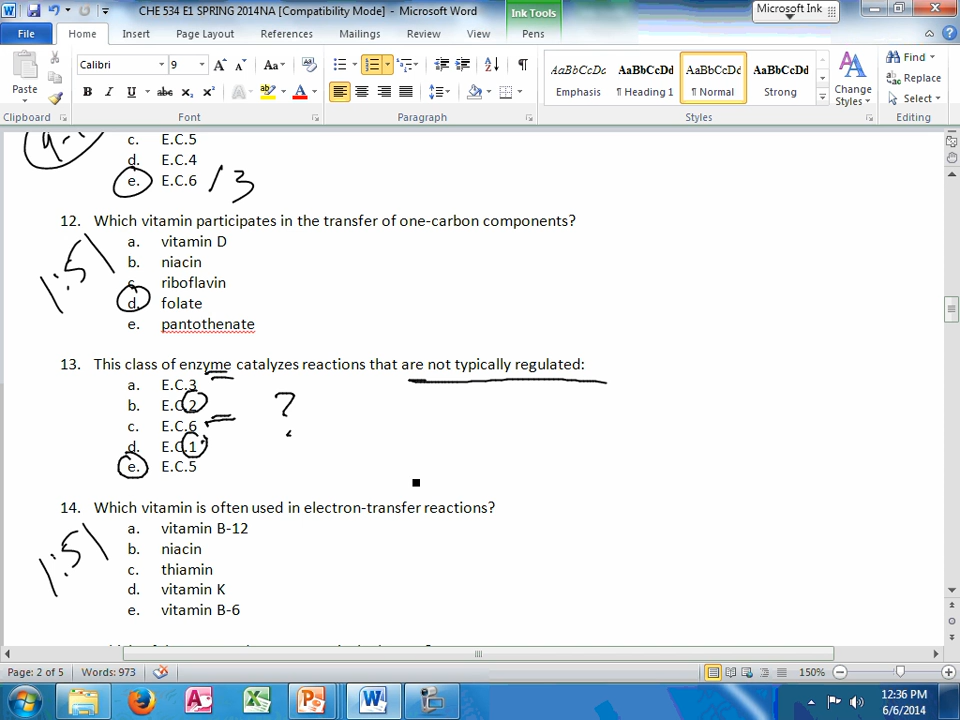 CHE 534 E1 SPRING 2014NA [Compatibility Mode] - Microsoft Word
Ink Tools
Microsoft Ink
File Home Insert Page Layout References Mailings Review View Pens
Paste
Calibri 9
AaBbCcDc AaBbCcDd AaBbCcDc AaBbCcDd
Emphasis ¶ Heading 1 ¶ Normal Strong
Change Styles
Find
Replace
Select
Clipboard Font Paragraph Styles Editing
c. E.C.5
d. E.C.4
e. E.C.6 / 3
12. Which vitamin participates in the transfer of one-carbon components?
a. vitamin D
b. niacin
c. riboflavin
d. folate
e. pantothenate
1:51
13. This class of enzyme catalyzes reactions that are not typically regulated:
a. E.C.3
b. E.C.2
c. E.C.6
d. E.C.1
e. E.C.5
?
14. Which vitamin is often used in electron-transfer reactions?
a. vitamin B-12
b. niacin
c. thiamin
d. vitamin K
e. vitamin B-6
1:51
Page: 2 of 5 Words: 973 150%
12:36 PM
6/6/2014